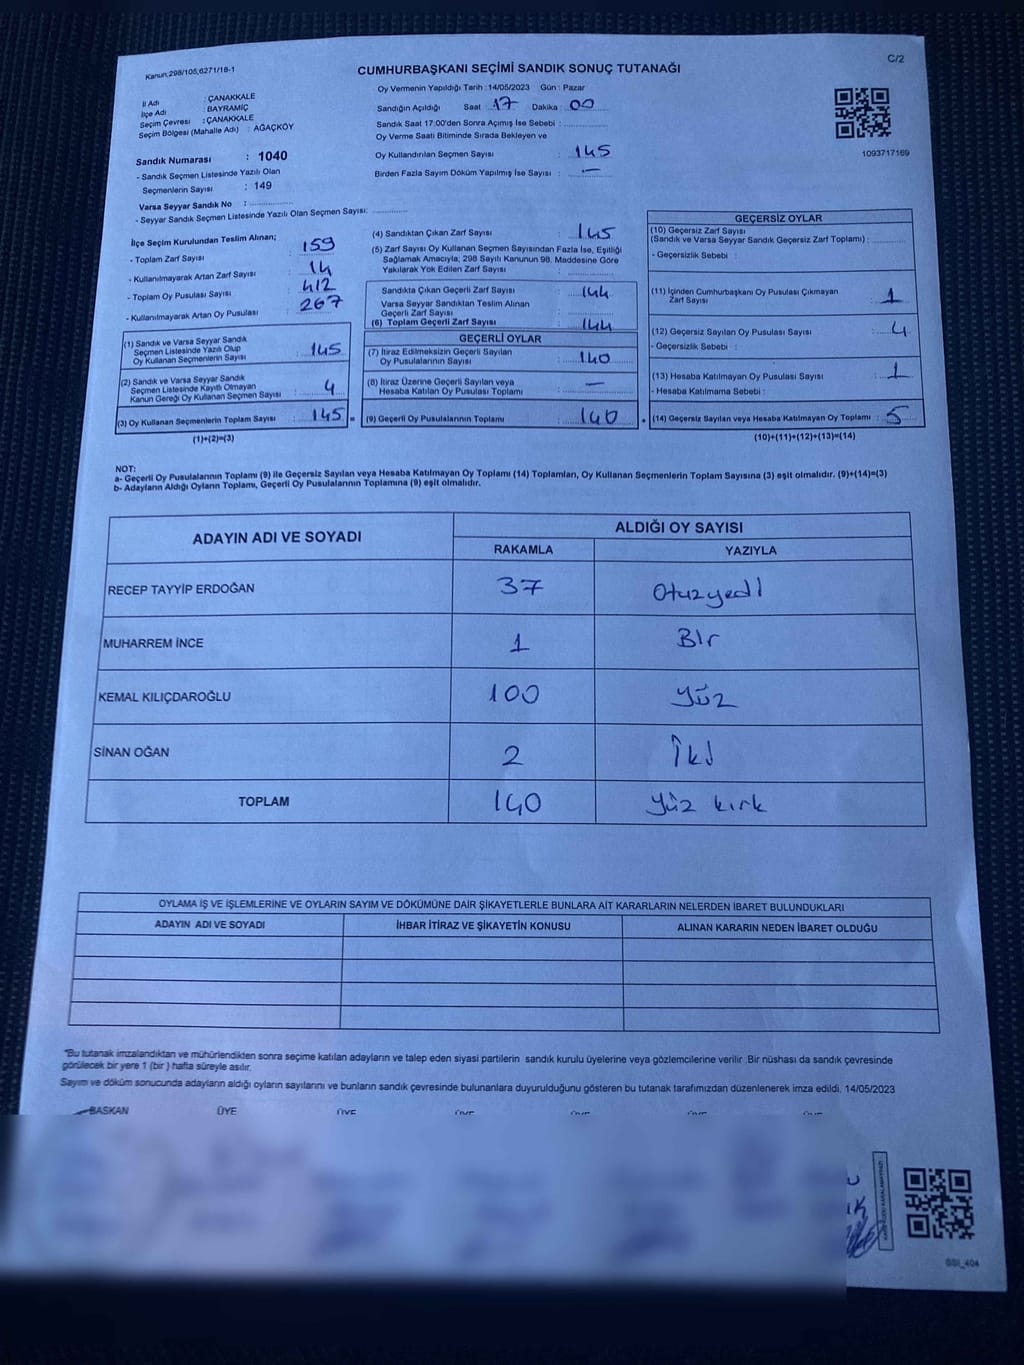 Kanun;298/105,6271/18-1
CUMHURBAŞKANI SEÇİMİ SANDIK SONUÇ TUTANAĞI
C/2
İl Adı : ÇANAKKALE
İlçe Adı : BAYRAMİÇ
Seçim Çevresi : ÇANAKKALE
Seçim Bölgesi (Mahalle Adı) : AĞAÇKÖY
Sandık Numarası : 1040
- Sandık Seçmen Listesinde Yazılı Olan
Seçmenlerin Sayısı : 149
Varsa Seyyar Sandık No :
- Seyyar Sandık Seçmen Listesinde Yazılı Olan Seçmen Sayısı:
Oy Vermenin Yapıldığı Tarih :14/05/2023 Gün : Pazar
Sandığın Açıldığı Saat 17 Dakika 00
Sandık Saat 17:00'den Sonra Açımış İse Sebebi :
Oy Verme Saati Bitiminde Sırada Bekleyen ve
Oy Kullandırılan Seçmen Sayısı : 145
Birden Fazla Sayım Döküm Yapılmış İse Sayısı : —
1093717169
İlçe Seçim Kurulundan Teslim Alınan;
- Toplam Zarf Sayısı : 159
- Kullanılmayarak Artan Zarf Sayısı : 14
- Toplam Oy Pusulası Sayısı : 412
- Kullanılmayarak Artan Oy Pusulası : 267
(1) Sandık ve Varsa Seyyar Sandık
Seçmen Listesinde Yazılı Olup
Oy Kullanan Seçmenlerin Sayısı : 145
(2) Sandık ve Varsa Seyyar Sandık
Seçmen Listesinde Kayıtlı Olmayan
Kanun Gereği Oy Kullanan Seçmen Sayısı : 4
(3) Oy Kullanan Seçmenlerin Toplam Sayısı : 145 =
(1)+(2)=(3)
(4) Sandıktan Çıkan Zarf Sayısı : 145
(5) Zarf Sayısı Oy Kullanan Seçmen Sayısından Fazla İse, Eşitliği
Sağlamak Amacıyla; 298 Sayılı Kanunun 98. Maddesine Göre
Yakılarak Yok Edilen Zarf Sayısı :
Sandıkta Çıkan Geçerli Zarf Sayısı : 144
Varsa Seyyar Sandıktan Teslim Alınan
Geçerli Zarf Sayısı :
(6) Toplam Geçerli Zarf Sayısı : 144
GEÇERLİ OYLAR
(7) İtiraz Edilmeksizin Geçerli Sayılan
Oy Pusulasının Sayısı : 140
(8) İtiraz Üzerine Geçerli Sayılan veya
Hesaba Katılan Oy Pusulası Toplamı : —
(9) Geçerli Oy Pusulalarının Toplamı : 140 +
GEÇERSİZ OYLAR
(10) Geçersiz Zarf Sayısı
(Sandık ve Varsa Seyyar Sandık Geçersiz Zarf Toplamı) :
- Geçersizlik Sebebi :
(11) İçinden Cumhurbaşkanı Oy Pusulası Çıkmayan
Zarf Sayısı : 1
(12) Geçersiz Sayılan Oy Pusulası Sayısı : 4
- Geçersizlik Sebebi :
(13) Hesaba Katılmayan Oy Pusulası Sayısı : 1
- Hesaba Katılmama Sebebi :
(14) Geçersiz Sayılan veya Hesaba Katılmayan Oy Toplamı : 5
(10)+(11)+(12)+(13)=(14)
NOT:
a- Geçerli Oy Pusulalarının Toplamı (9) ile Geçersiz Sayılan veya Hesaba Katılmayan Oy Toplamı (14) Toplamları, Oy Kullanan Seçmenlerin Toplam Sayısına (3) eşit olmalıdır. (9)+(14)=(3)
b- Adayların Aldığı Oyların Toplamı, Geçerli Oy Pusulalarının Toplamına (9) eşit olmalıdır.
ADAYIN ADI VE SOYADI
ALDIĞI OY SAYISI
RAKAMLA YAZIYLA
RECEP TAYYİP ERDOĞAN 37 Otuzyedi
MUHARREM İNCE 1 Bir
KEMAL KILIÇDAROĞLU 100 Yüz
SİNAN OĞAN 2 İki
TOPLAM 140 Yüz kırk
OYLAMA İŞ VE İŞLEMLERİNE VE OYLARIN SAYIM VE DÖKÜMÜNE DAİR ŞİKAYETLERLE BUNLARA AİT KARARLARIN NELERDEN İBARET BULUNDUKLARI
ADAYIN ADI VE SOYADI İHBAR İTİRAZ VE ŞİKAYETİN KONUSU ALINAN KARARIN NEDEN İBARET OLDUĞU
*Bu tutanak imzalandıktan ve mühürlendikten sonra seçime katılan adayların ve talep eden siyasi partilerin sandık kurulu üyelerine veya gözlemcilerine verilir .Bir nüshası da sandık çevresinde
görülecek bir yere 1 (bir ) hafta süreyle asılır.
Sayım ve döküm sonucunda adayların aldığı oyların sayılarını ve bunların sandık çevresinde bulunanlara duyurulduğunu gösteren bu tutanak tarafımızdan düzenlenerek imza edildi. 14/05/2023
BAŞKAN ÜYE ÜYE ÜYE ÜYE ÜYE ÜYE
SSI_404